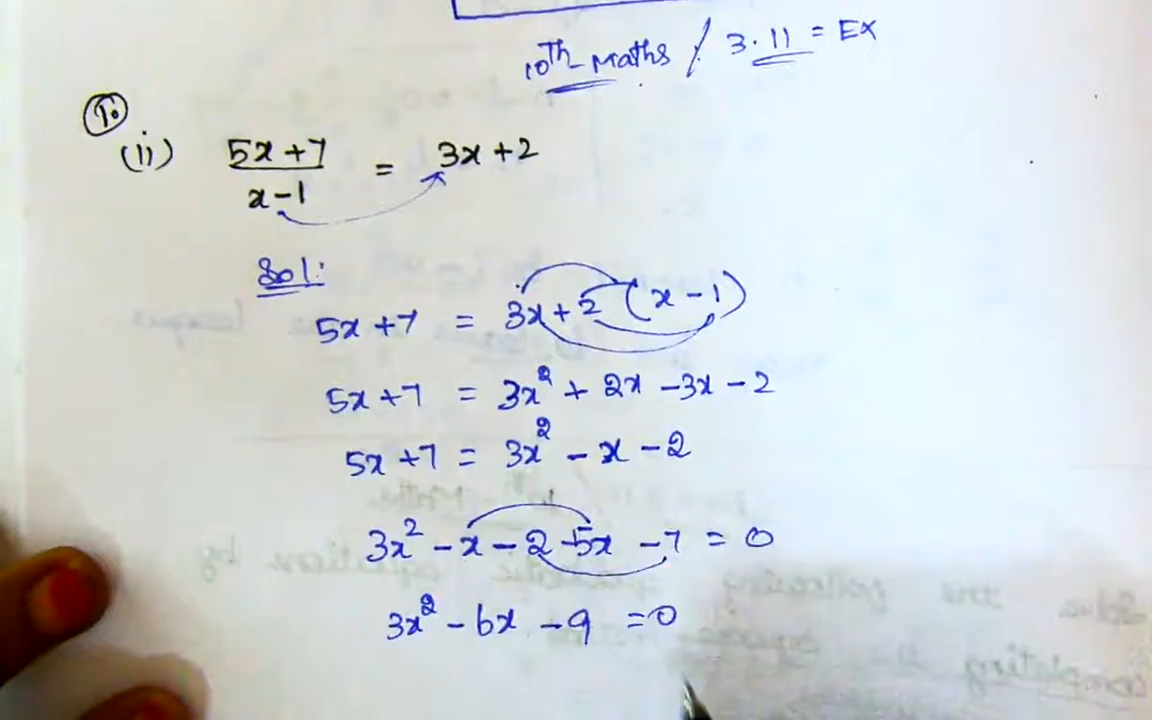 10Th Maths / 3.11 = Ex
1.
(ii) 5x+7 / x-1 = 3x+2
Sol:
5x+7 = 3x+2 (x-1)
5x+7 = 3x² + 2x -3x -2
5x+7 = 3x² - x -2
3x² - x - 2 -5x -7 = 0
3x² - 6x - 9 = 0